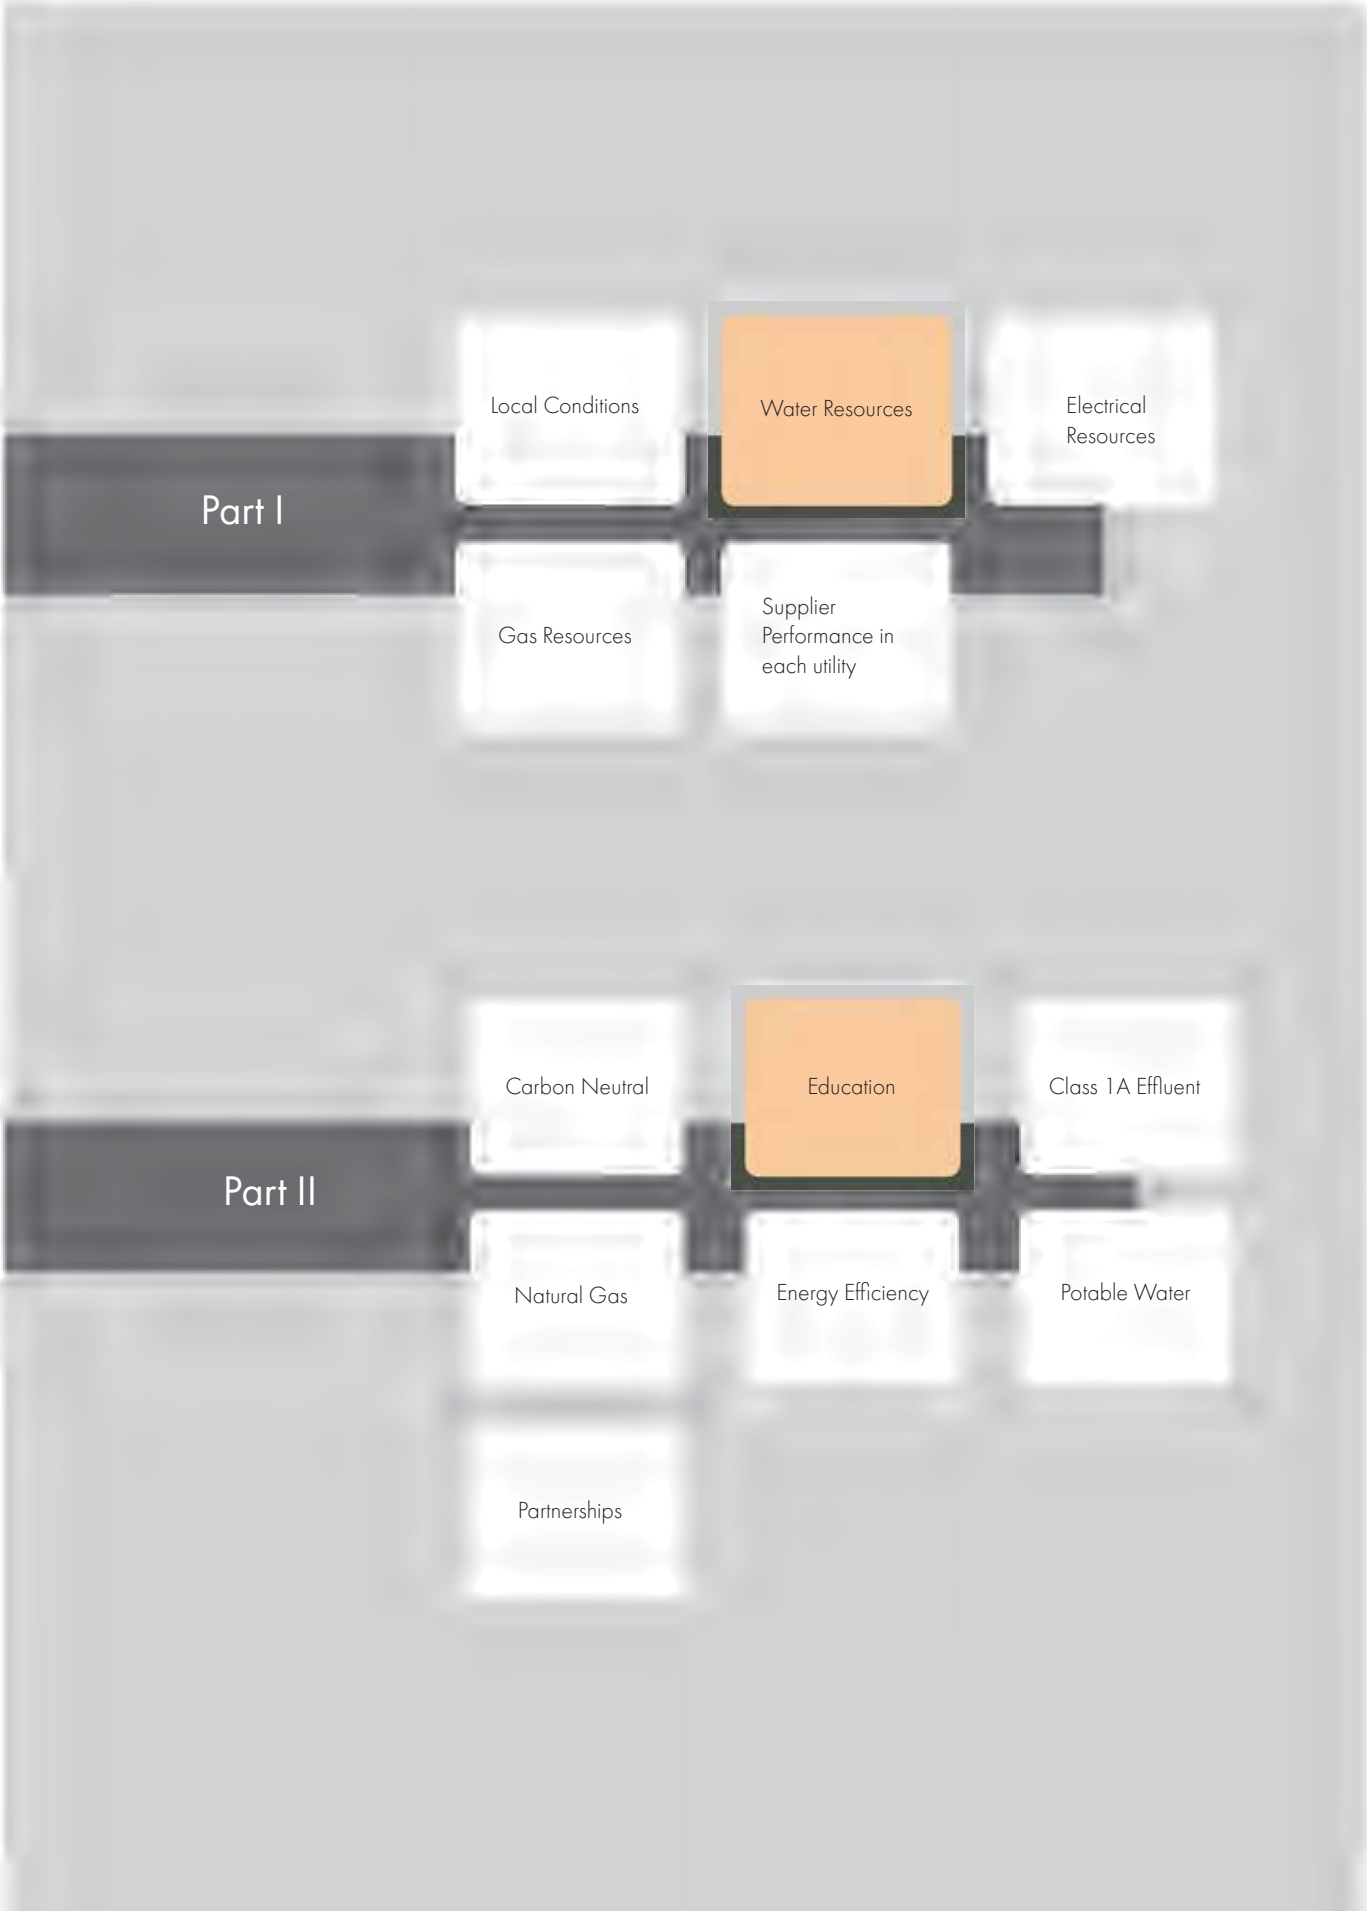 Local Conditions
Water Resources
Electrical
Resources
Part I
Gas Resources
Supplier
Performance in
each utility
Carbon Neutral
Education
Class 1A Effluent
Part II
Natural Gas
Energy Efficiency
Potable Water
Partnerships